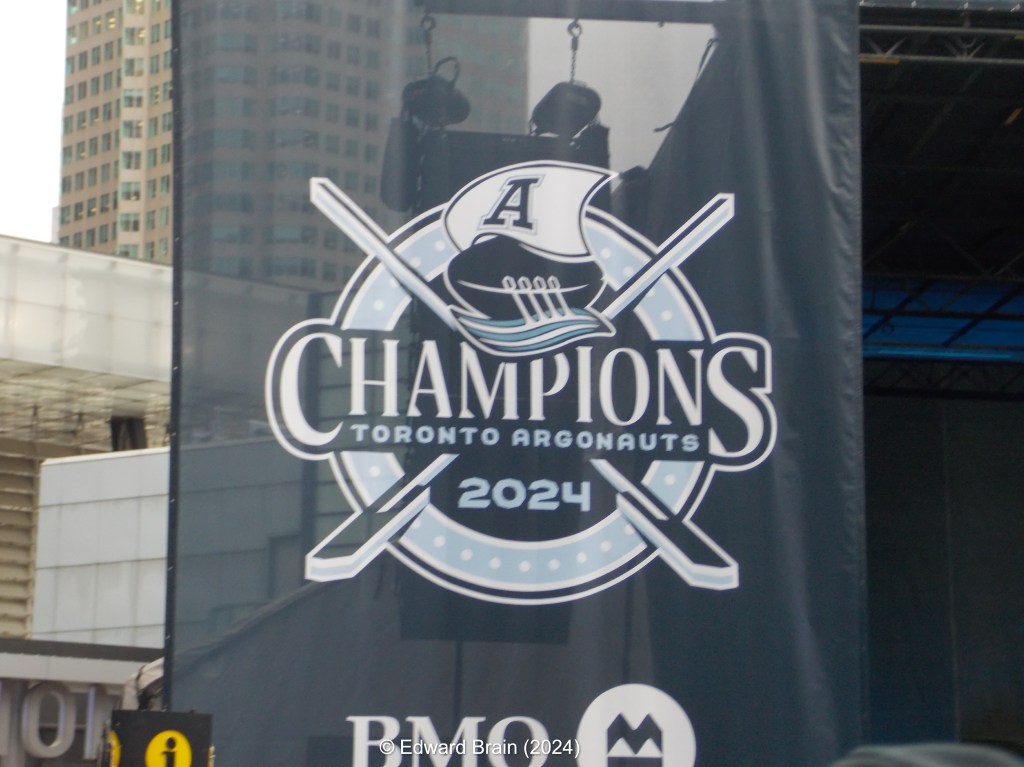 A
CHAMPIONS
TORONTO ARGONAUTS
2024
BMO
© Edward Brain (2024)
i